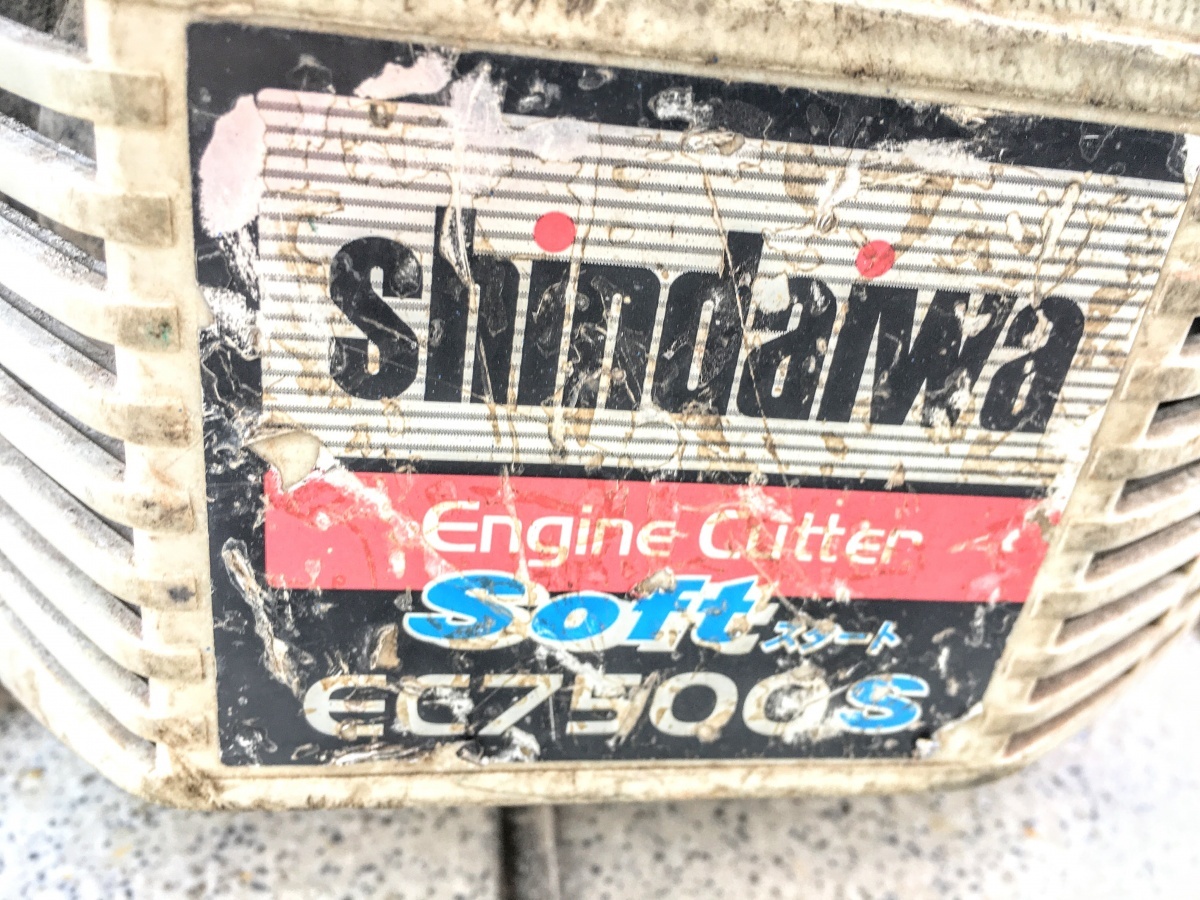 shindaiwa
Engine Cutter
Soft スタート
EC7500S